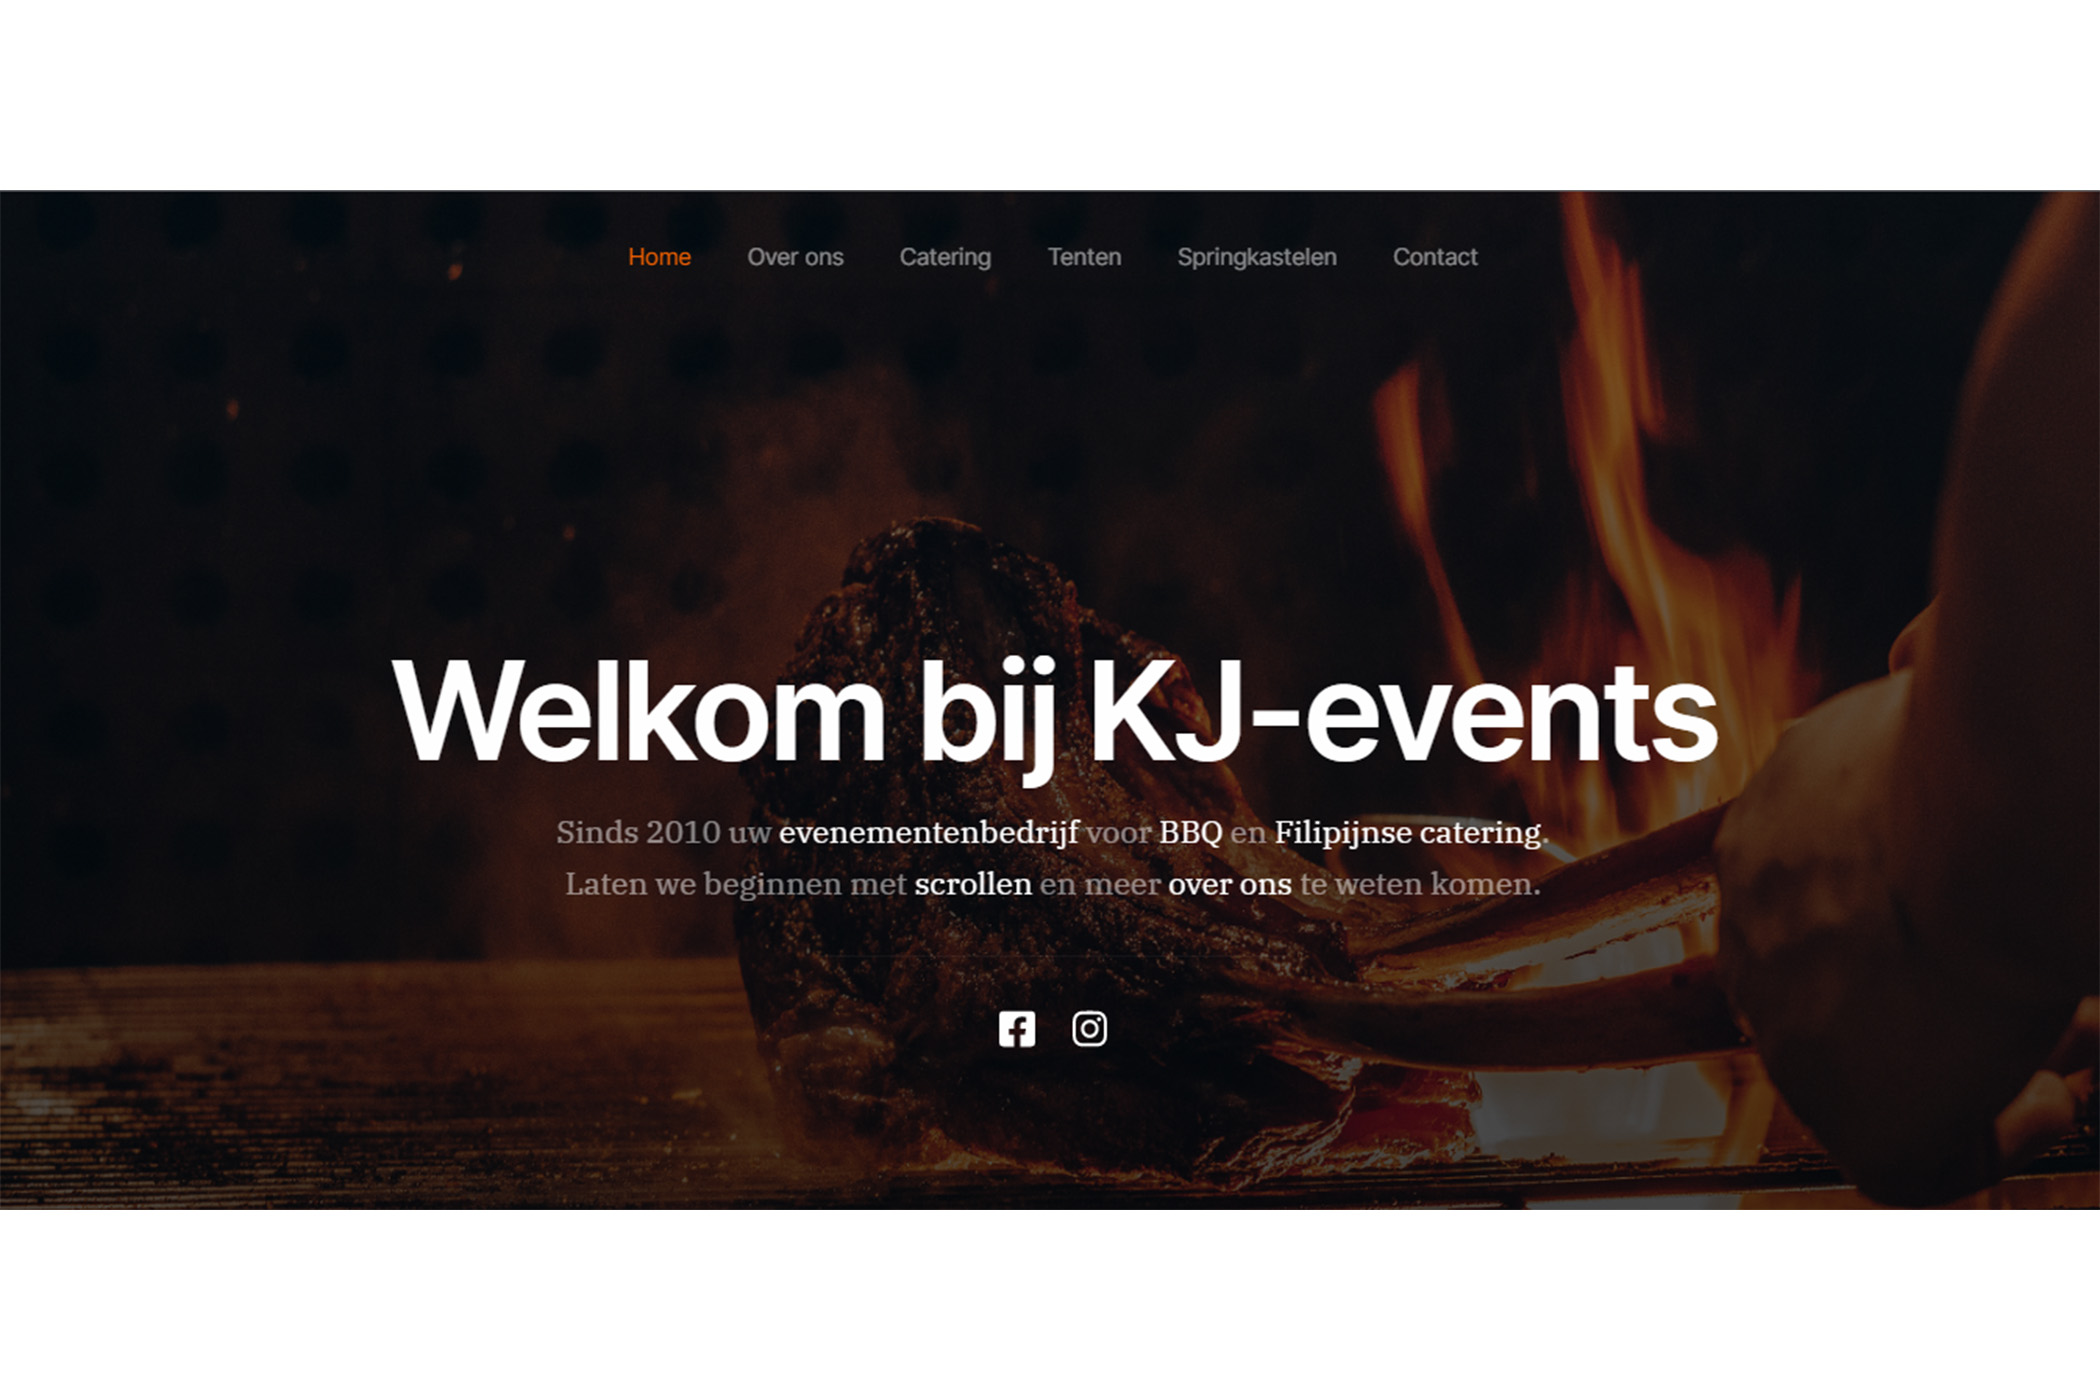 Home Over ons Catering Tenten Springkastelen Contact
Welkom bij KJ-events
Sinds 2010 uw evenementenbedrijf voor BBQ en Filipijnse catering.
Laten we beginnen met scrollen en meer over ons te weten komen.